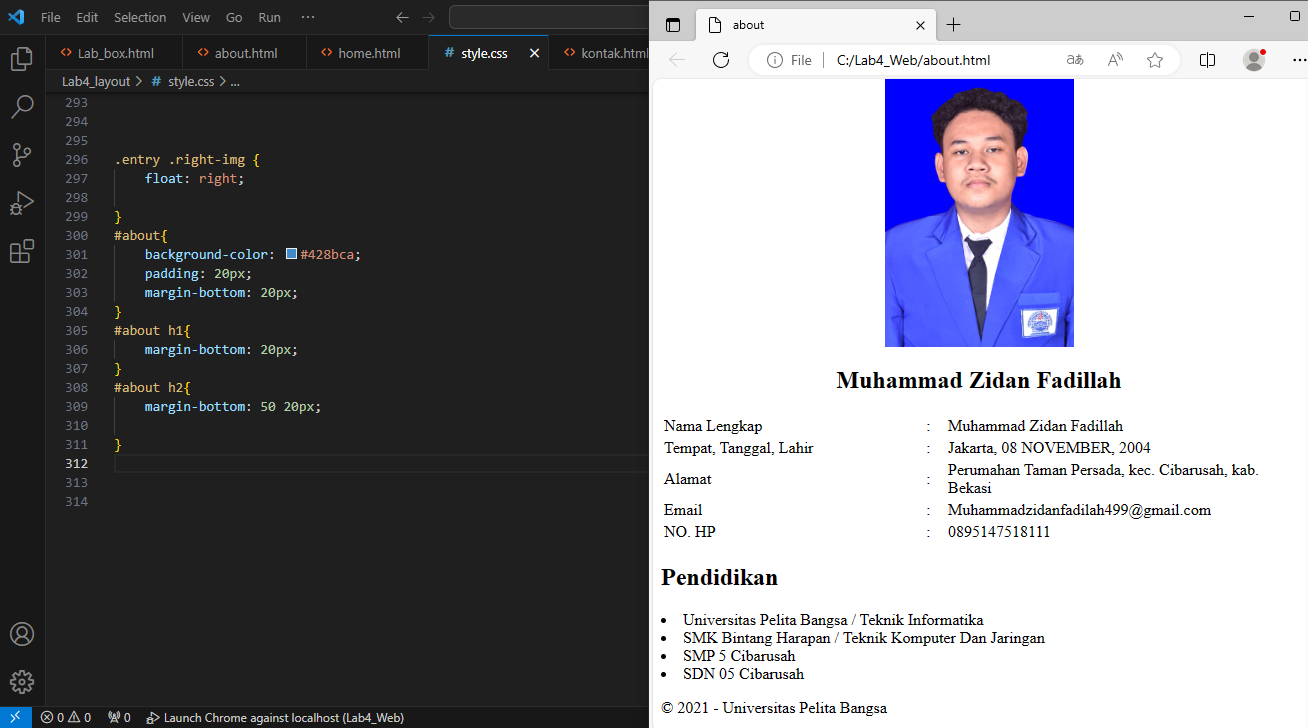 File Edit Selection View Go Run ···
Lab_box.html about.html home.html # style.css kontak.html
Lab4_layout > # style.css > ...
293
294
295
296 .entry .right-img {
297 float: right;
298
299 }
300 #about{
301 background-color: #428bca;
302 padding: 20px;
303 margin-bottom: 20px;
304 }
305 #about h1{
306 margin-bottom: 20px;
307 }
308 #about h2{
309 margin-bottom: 50 20px;
310
311 }
312
313
314
0 0 0 Launch Chrome against localhost (Lab4_Web)
about
File C:/Lab4_Web/about.html
Muhammad Zidan Fadillah
Nama Lengkap : Muhammad Zidan Fadillah
Tempat, Tanggal, Lahir : Jakarta, 08 NOVEMBER, 2004
Alamat : Perumahan Taman Persada, kec. Cibarusah, kab.
Bekasi
Email : Muhammadzidanfadilah499@gmail.com
NO. HP : 0895147518111
Pendidikan
• Universitas Pelita Bangsa / Teknik Informatika
• SMK Bintang Harapan / Teknik Komputer Dan Jaringan
• SMP 5 Cibarusah
• SDN 05 Cibarusah
© 2021 - Universitas Pelita Bangsa